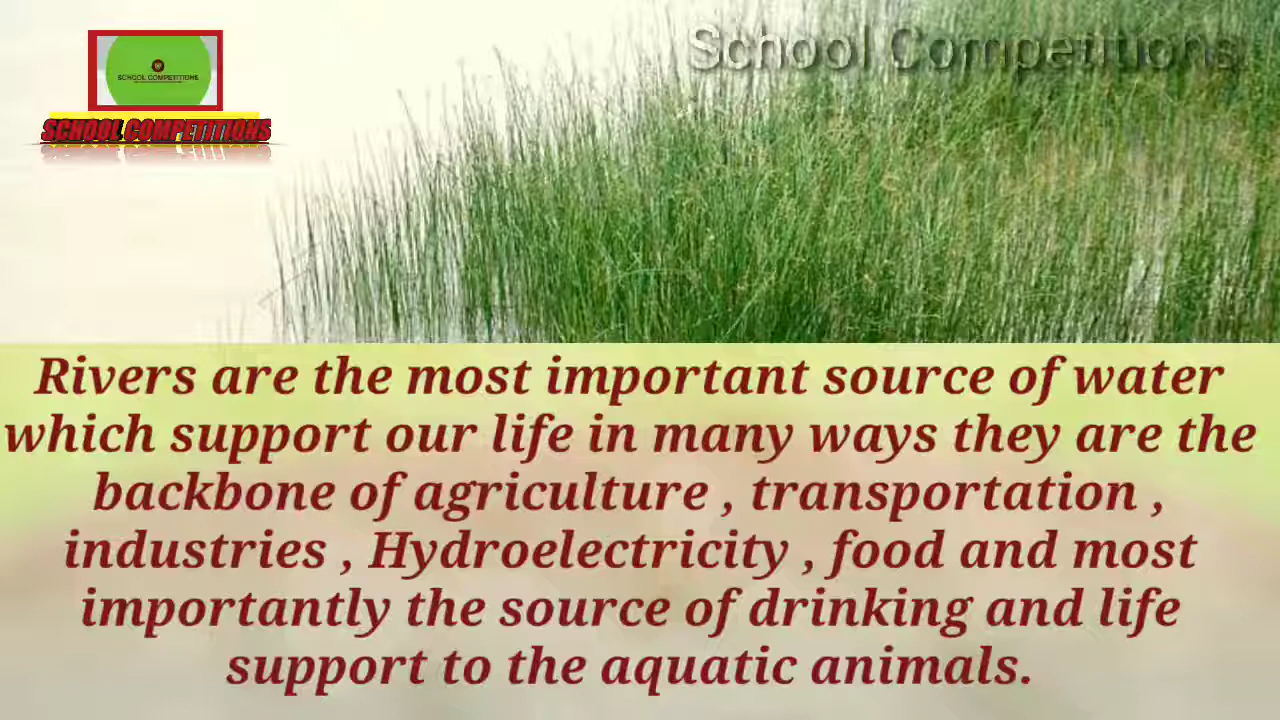 School Competitions
SCHOOL COMPETITIONS
SCHOOL COMPETITIONS
Rivers are the most important source of water
which support our life in many ways they are the
backbone of agriculture , transportation ,
industries , Hydroelectricity , food and most
importantly the source of drinking and life
support to the aquatic animals.